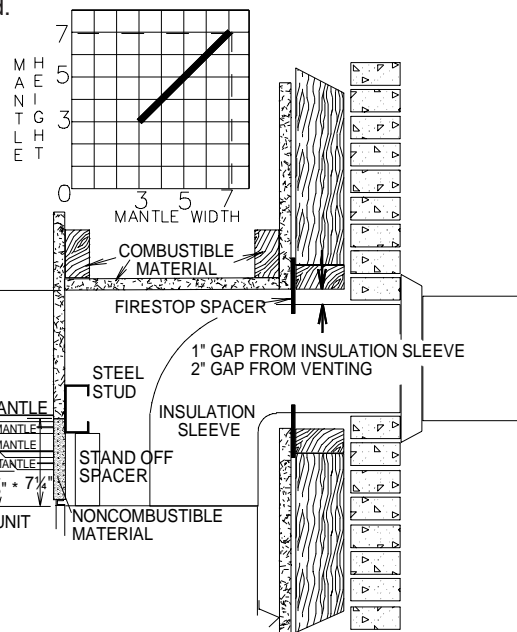 d.
7
5
3
0
MANTLE HEIGHT
3 5 7
MANTLE WIDTH
COMBUSTIBLE
MATERIAL
FIRESTOP SPACER
1" GAP FROM INSULATION SLEEVE
2" GAP FROM VENTING
STEEL
STUD
INSULATION
SLEEVE
ANTLE
MANTLE
MANTLE
ANTLE
STAND OFF
SPACER
" * 7¼"
UNIT
NONCOMBUSTIBLE
MATERIAL